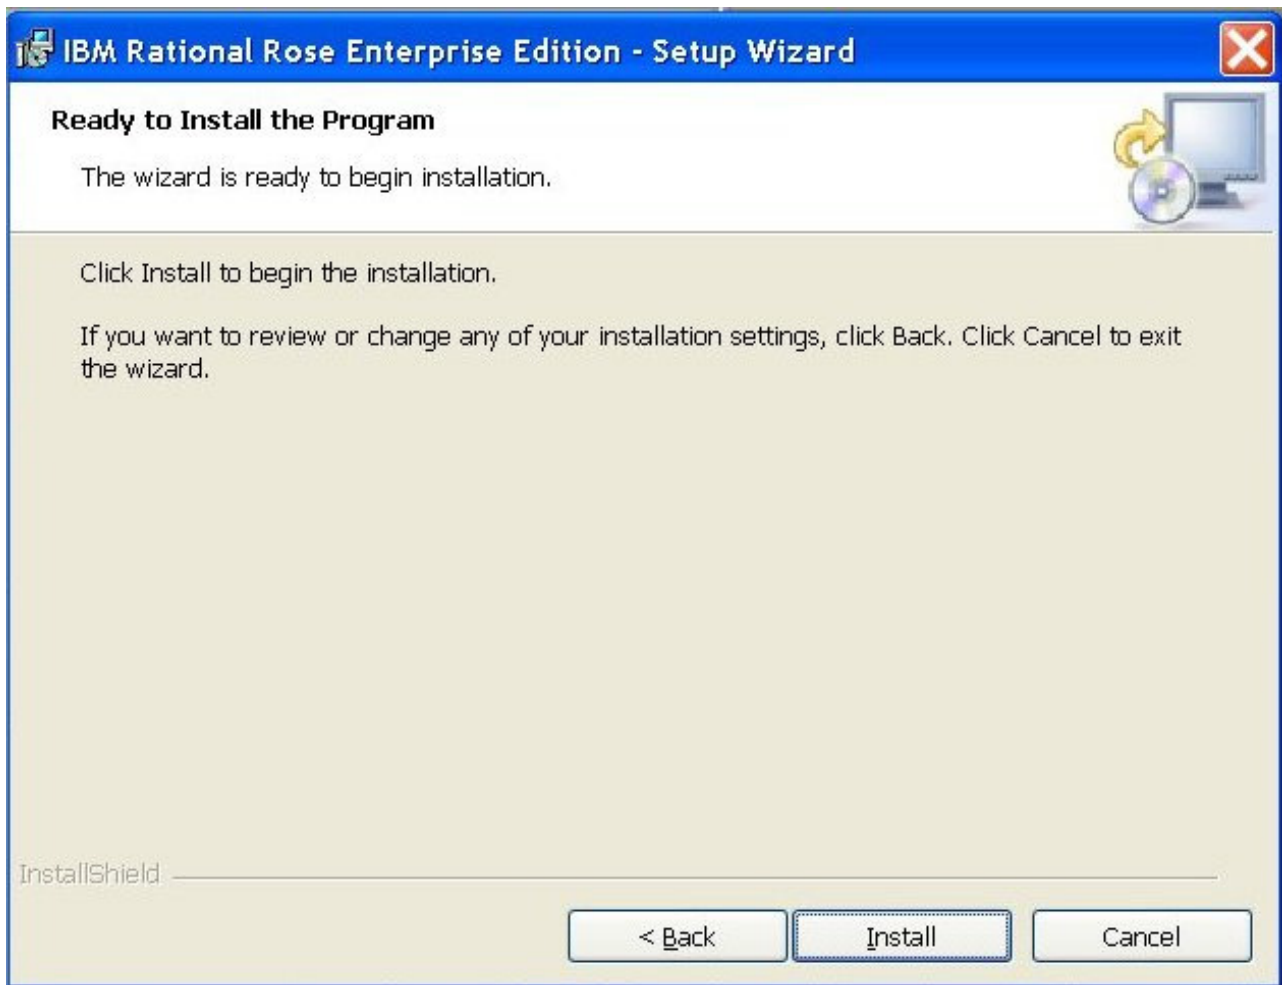 IBM Rational Rose Enterprise Edition - Setup Wizard
Ready to Install the Program
The wizard is ready to begin installation.
Click Install to begin the installation.
If you want to review or change any of your installation settings, click Back. Click Cancel to exit
the wizard.
InstallShield
< Back
Install
Cancel